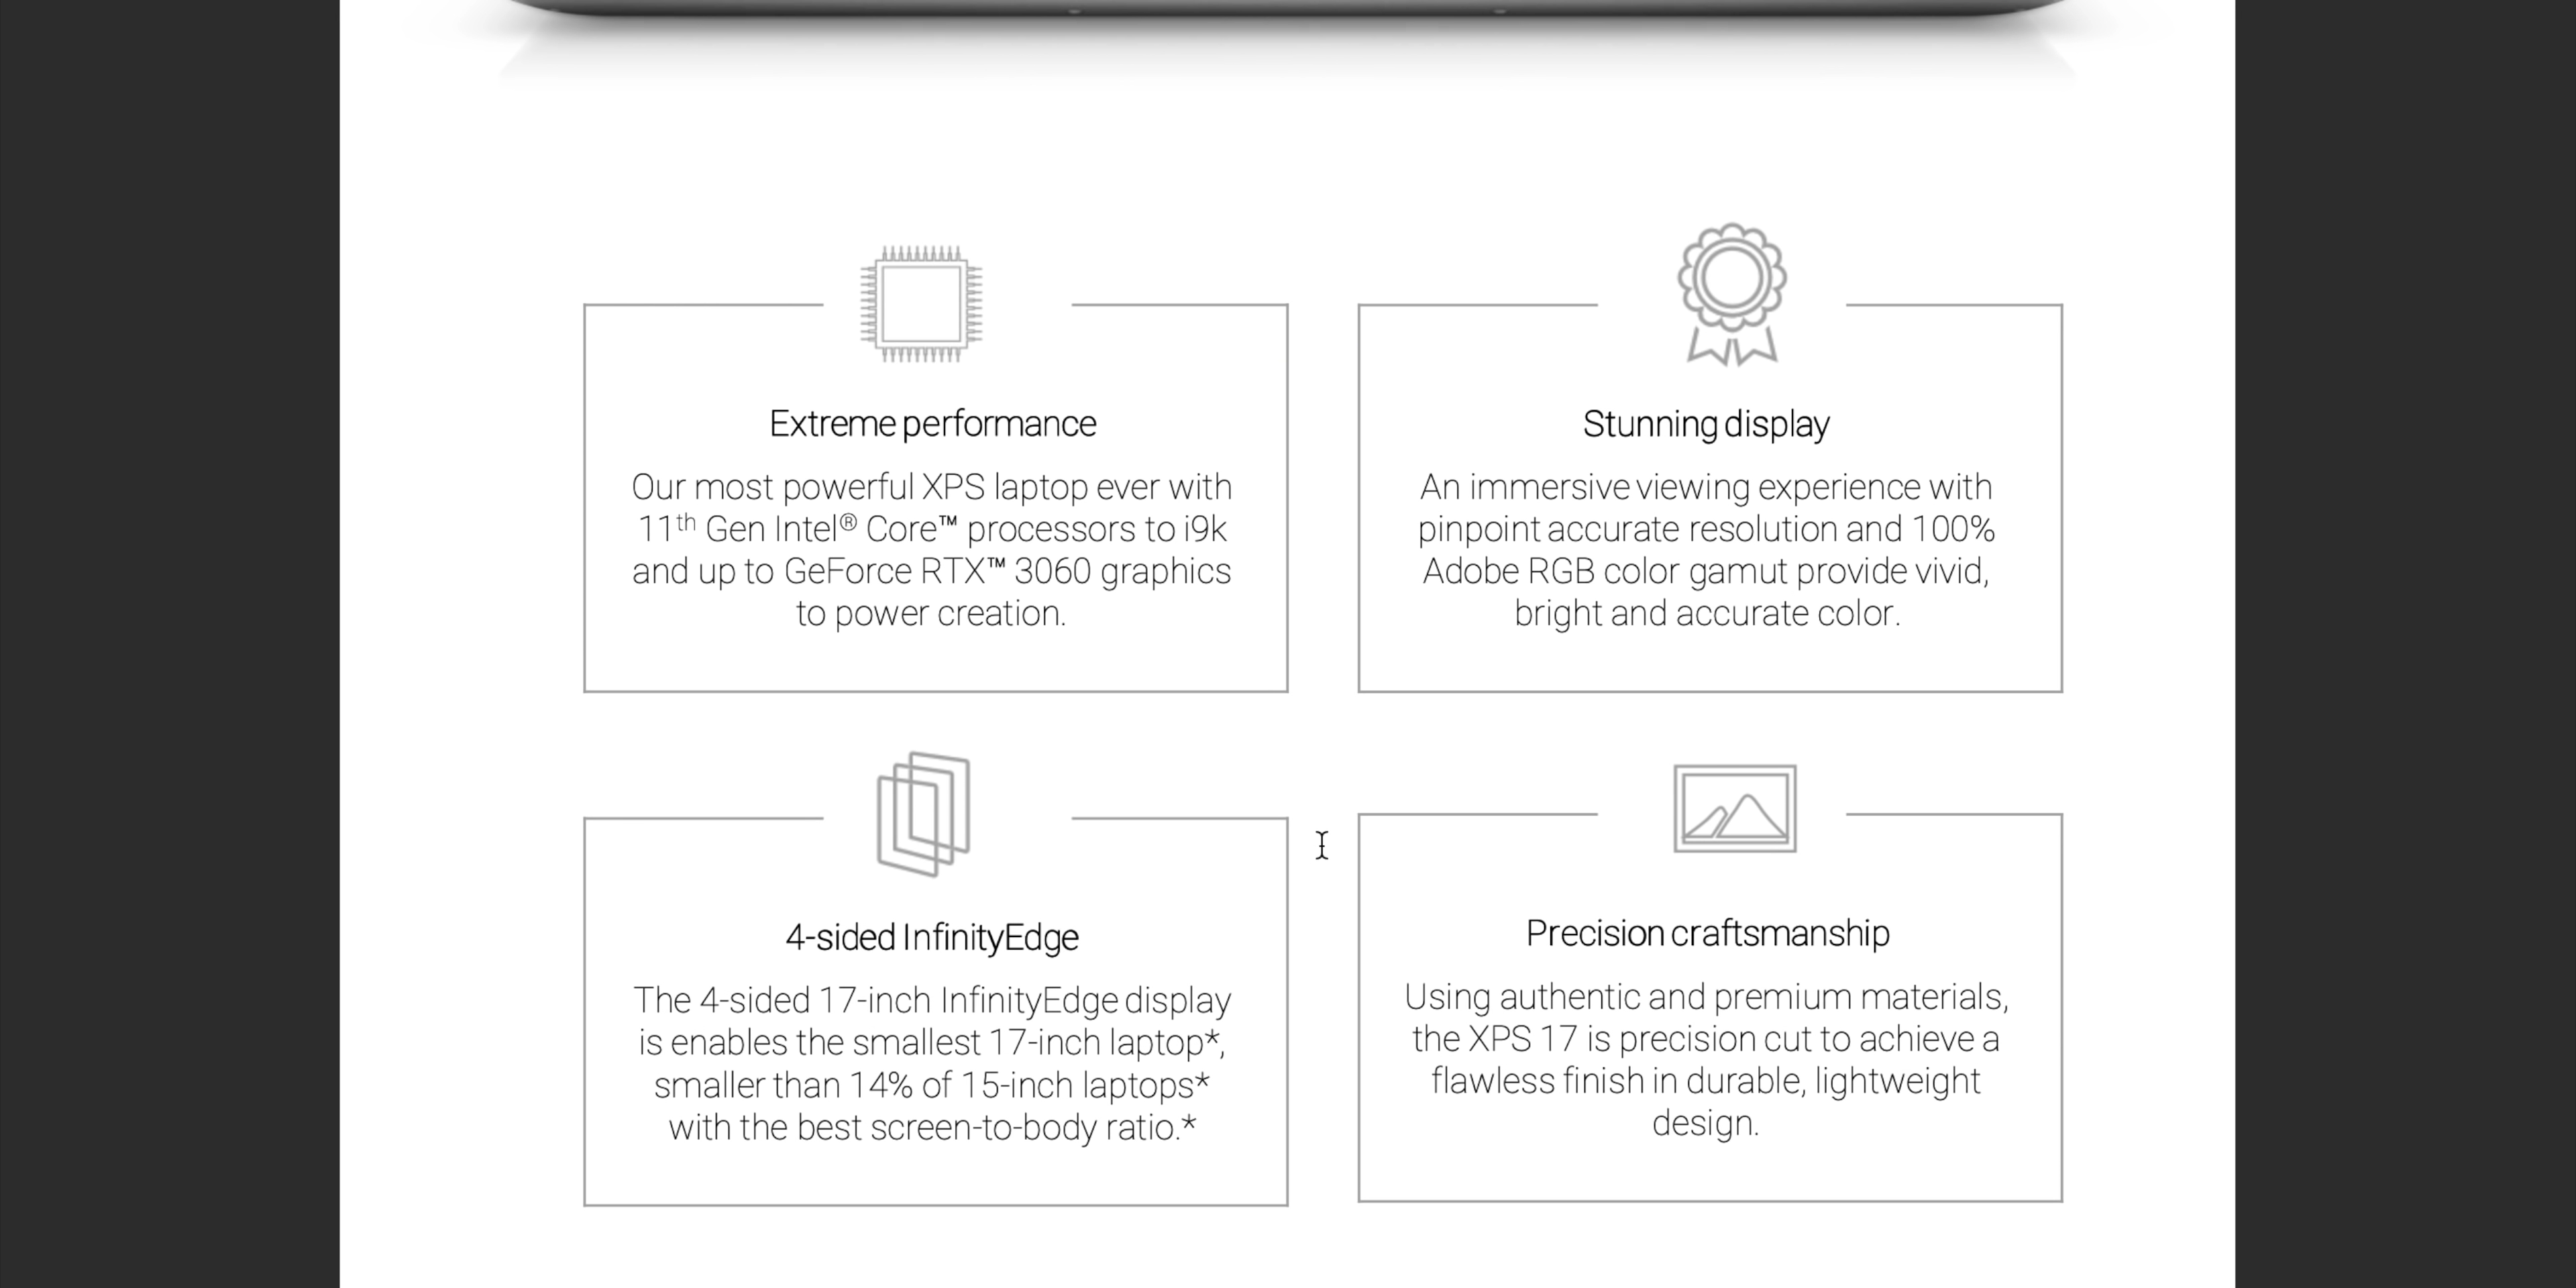 Extreme performance
Our most powerful XPS laptop ever with
11th Gen Intel® Core™ processors to i9k
and up to GeForce RTX™ 3060 graphics
to power creation.
Stunning display
An immersive viewing experience with
pinpoint accurate resolution and 100%
Adobe RGB color gamut provide vivid,
bright and accurate color.
4-sided InfinityEdge
The 4-sided 17-inch InfinityEdge display
is enables the smallest 17-inch laptop*,
smaller than 14% of 15-inch laptops*
with the best screen-to-body ratio.*
Precision craftsmanship
Using authentic and premium materials,
the XPS 17 is precision cut to achieve a
flawless finish in durable, lightweight
design.